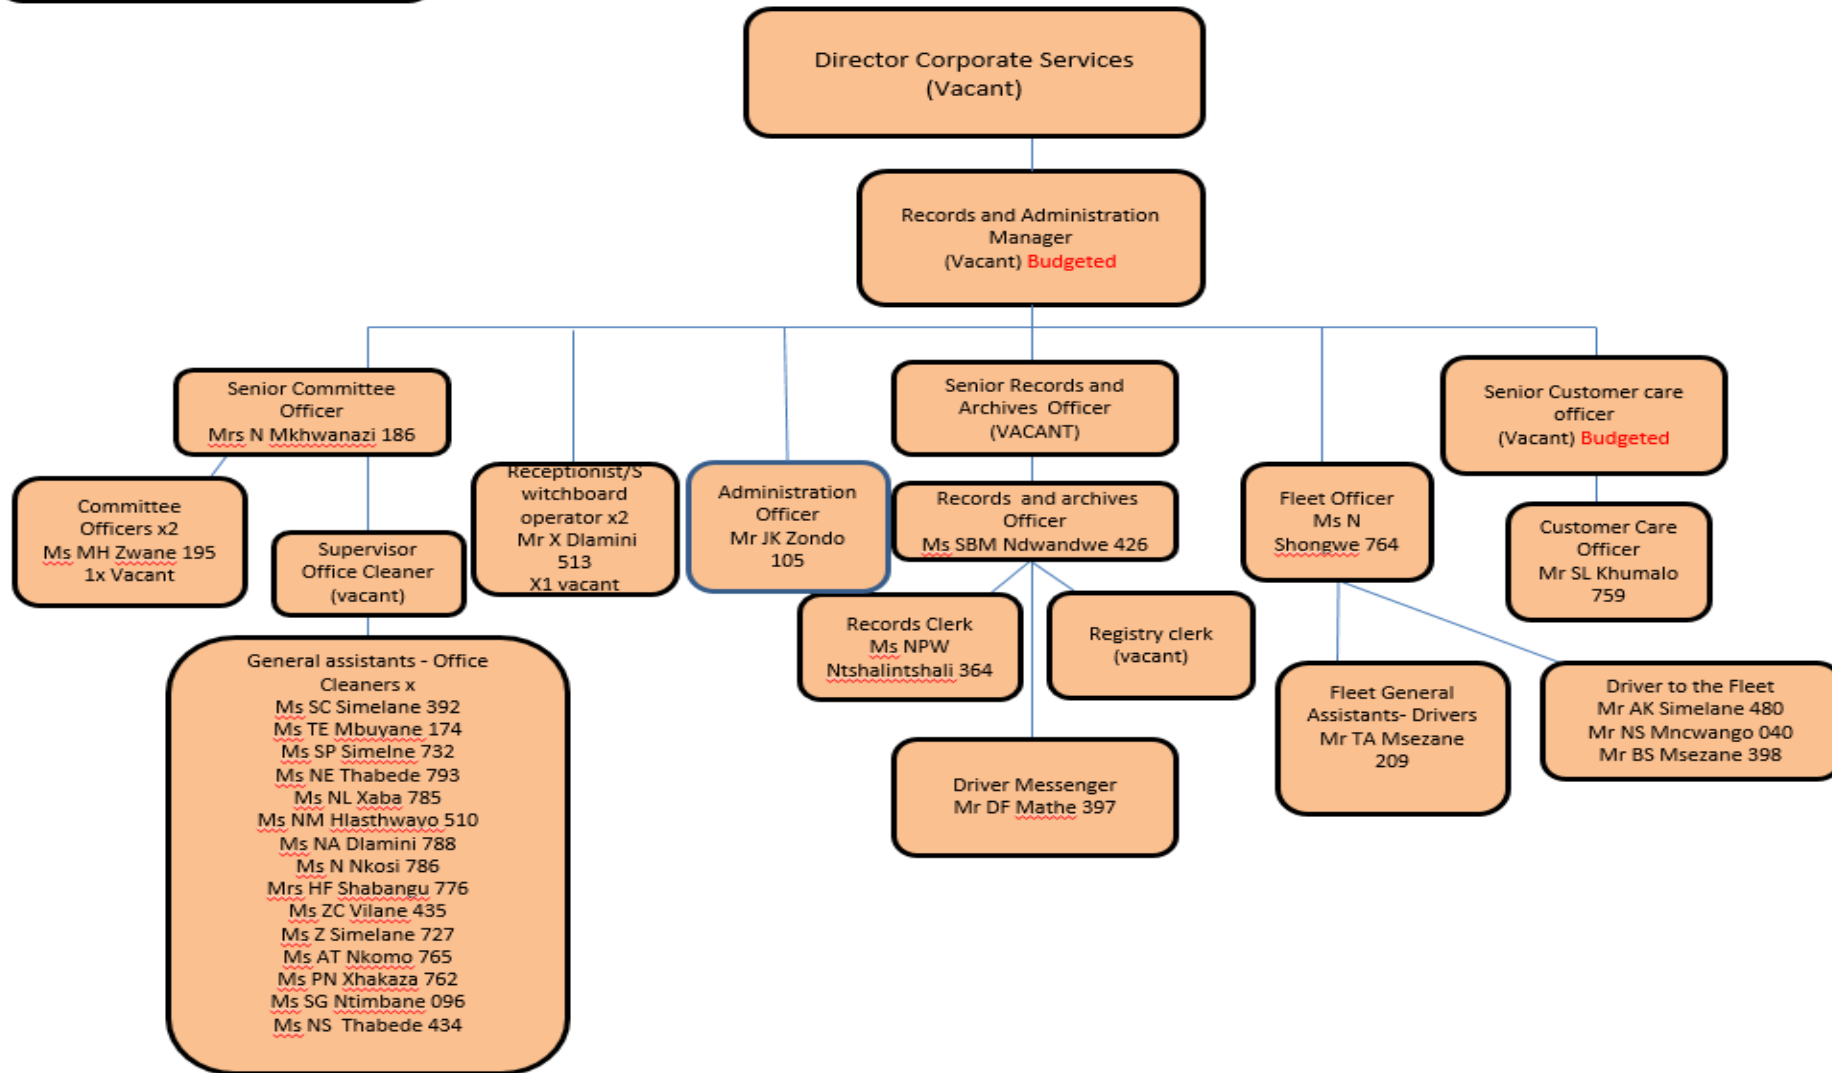 Director Corporate Services
(Vacant)
Records and Administration
Manager
(Vacant) Budgeted
Senior Committee
Officer
Mrs N Mkhwanazi 186
Senior Records and
Archives Officer
(VACANT)
Senior Customer care
officer
(Vacant) Budgeted
Committee
Officers x2
Ms MH Zwane 195
1x Vacant
Supervisor
Office Cleaner
(vacant)
Receptionist/S
witchboard
operator x2
Mr X Dlamini
513
X1 vacant
Administration
Officer
Mr JK Zondo
105
Records and archives
Officer
Ms SBM Ndwandwe 426
Fleet Officer
Ms N
Shongwe 764
Customer Care
Officer
Mr SL Khumalo
759
General assistants - Office
Cleaners x
Ms SC Simelane 392
Ms TE Mbuyane 174
Ms SP Simelne 732
Ms NE Thabede 793
Ms NL Xaba 785
Ms NM Hlasthwayo 510
Ms NA Dlamini 788
Ms N Nkosi 786
Mrs HF Shabangu 776
Ms ZC Vilane 435
Ms Z Simelane 727
Ms AT Nkomo 765
Ms PN Xhakaza 762
Ms SG Ntimbane 096
Ms NS Thabede 434
Records Clerk
Ms NPW
Ntshalintshali 364
Registry clerk
(vacant)
Driver Messenger
Mr DF Mathe 397
Fleet General
Assistants- Drivers
Mr TA Msezane
209
Driver to the Fleet
Mr AK Simelane 480
Mr NS Mncwango 040
Mr BS Msezane 398